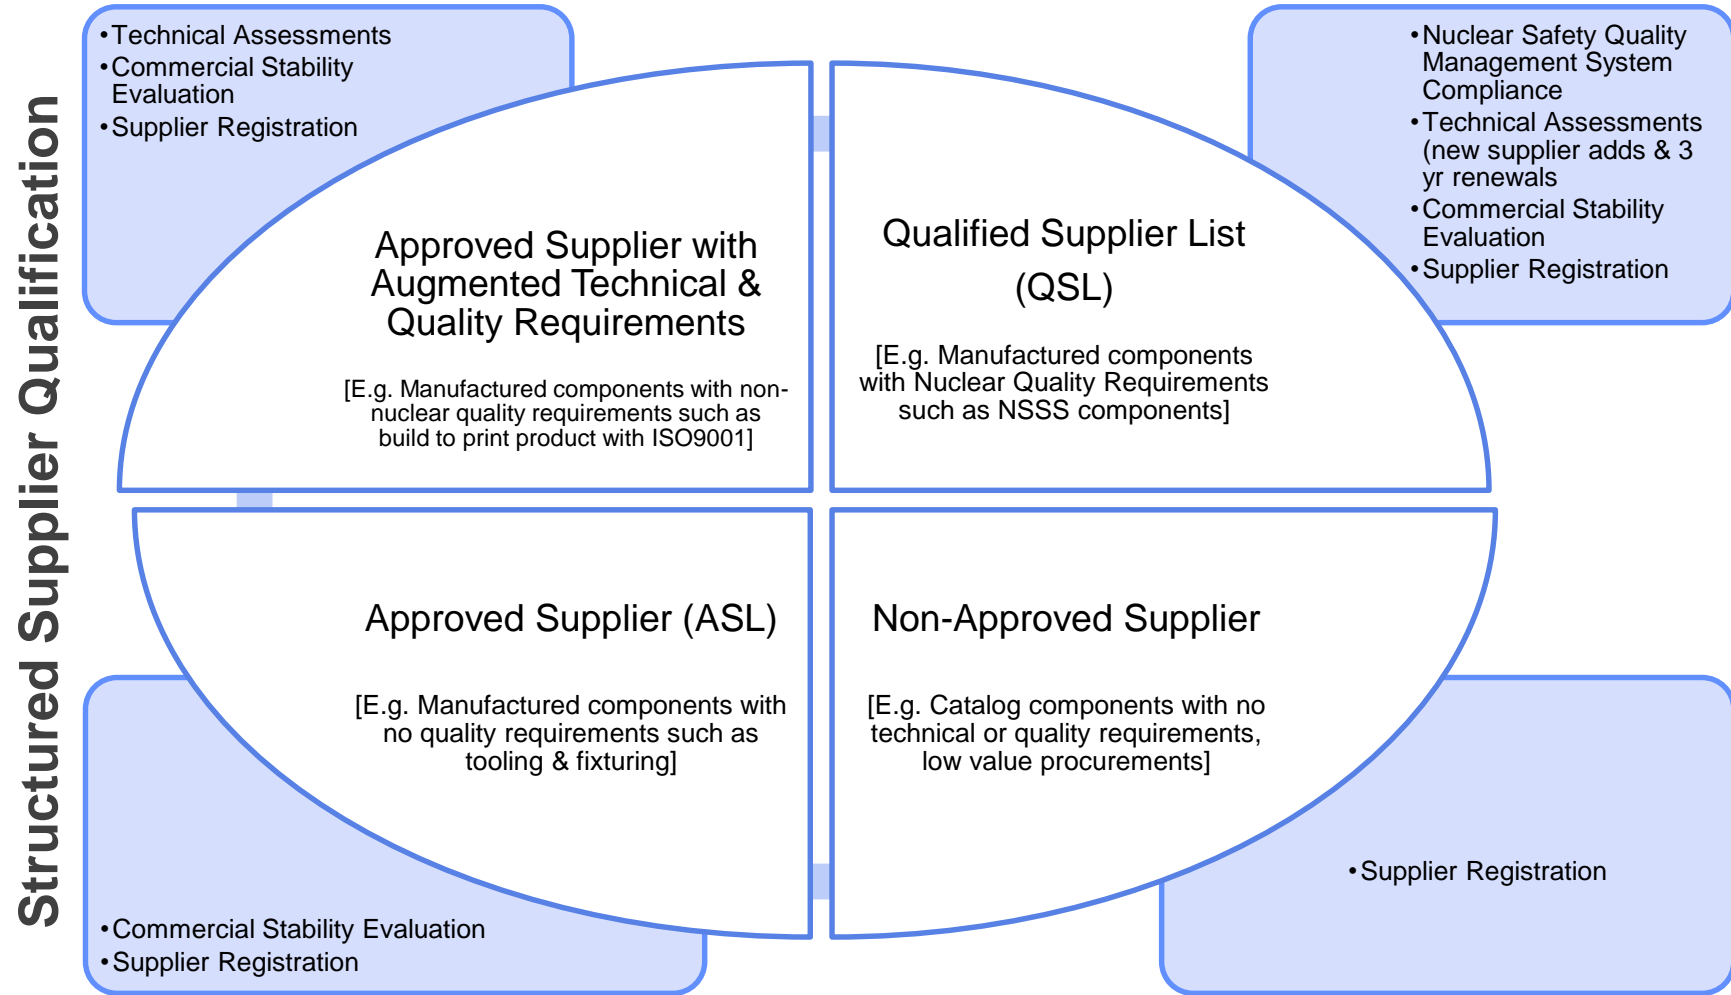 Structured Supplier Qualification
•Technical Assessments
•Commercial Stability
Evaluation
•Supplier Registration
•Nuclear Safety Quality
Management System
Compliance
•Technical Assessments
(new supplier adds & 3
yr renewals
•Commercial Stability
Evaluation
•Supplier Registration
Approved Supplier with
Augmented Technical &
Quality Requirements
[E.g. Manufactured components with non-
nuclear quality requirements such as
build to print product with ISO9001]
Qualified Supplier List
(QSL)
[E.g. Manufactured components
with Nuclear Quality Requirements
such as NSSS components]
Approved Supplier (ASL)
[E.g. Manufactured components with
no quality requirements such as
tooling & fixturing]
Non-Approved Supplier
[E.g. Catalog components with no
technical or quality requirements,
low value procurements]
•Commercial Stability Evaluation
•Supplier Registration
•Supplier Registration